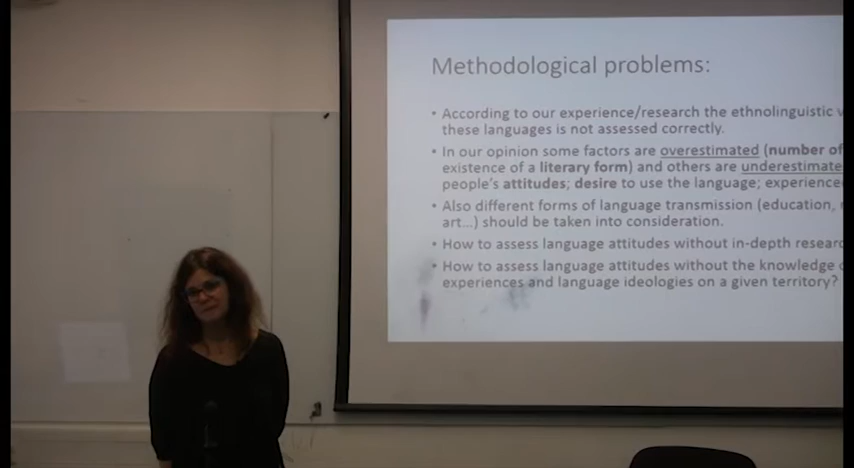 Methodological problems:
• According to our experience/research the ethnolinguistic
these languages is not assessed correctly.
• In our opinion some factors are overestimated (number of
existence of a literary form) and others are underestimate
people's attitudes; desire to use the language; experience
• Also different forms of language transmission (education,
art...) should be taken into consideration.
• How to assess language attitudes without in-depth resear
• How to assess language attitudes without the knowledge
experiences and language ideologies on a given territory?